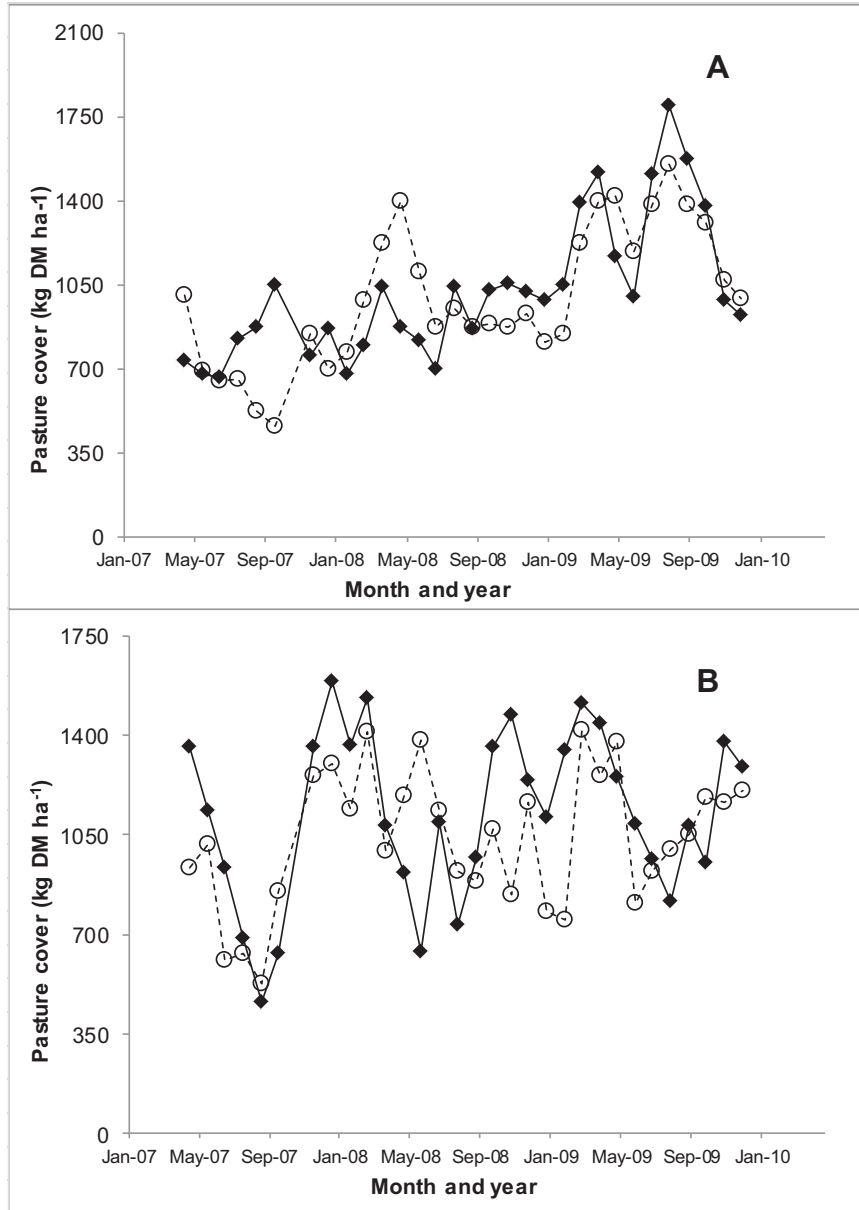 2100
A
1750
1400
1050
700
350
0
Pasture cover (kg DM ha-1)
Jan-07 May-07 Sep-07 Jan-08 May-08 Sep-08 Jan-09 May-09 Sep-09 Jan-10
Month and year
1750
B
1400
1050
700
350
0
Pasture cover (kg DM ha⁻¹)
Jan-07 May-07 Sep-07 Jan-08 May-08 Sep-08 Jan-09 May-09 Sep-09 Jan-10
Month and year